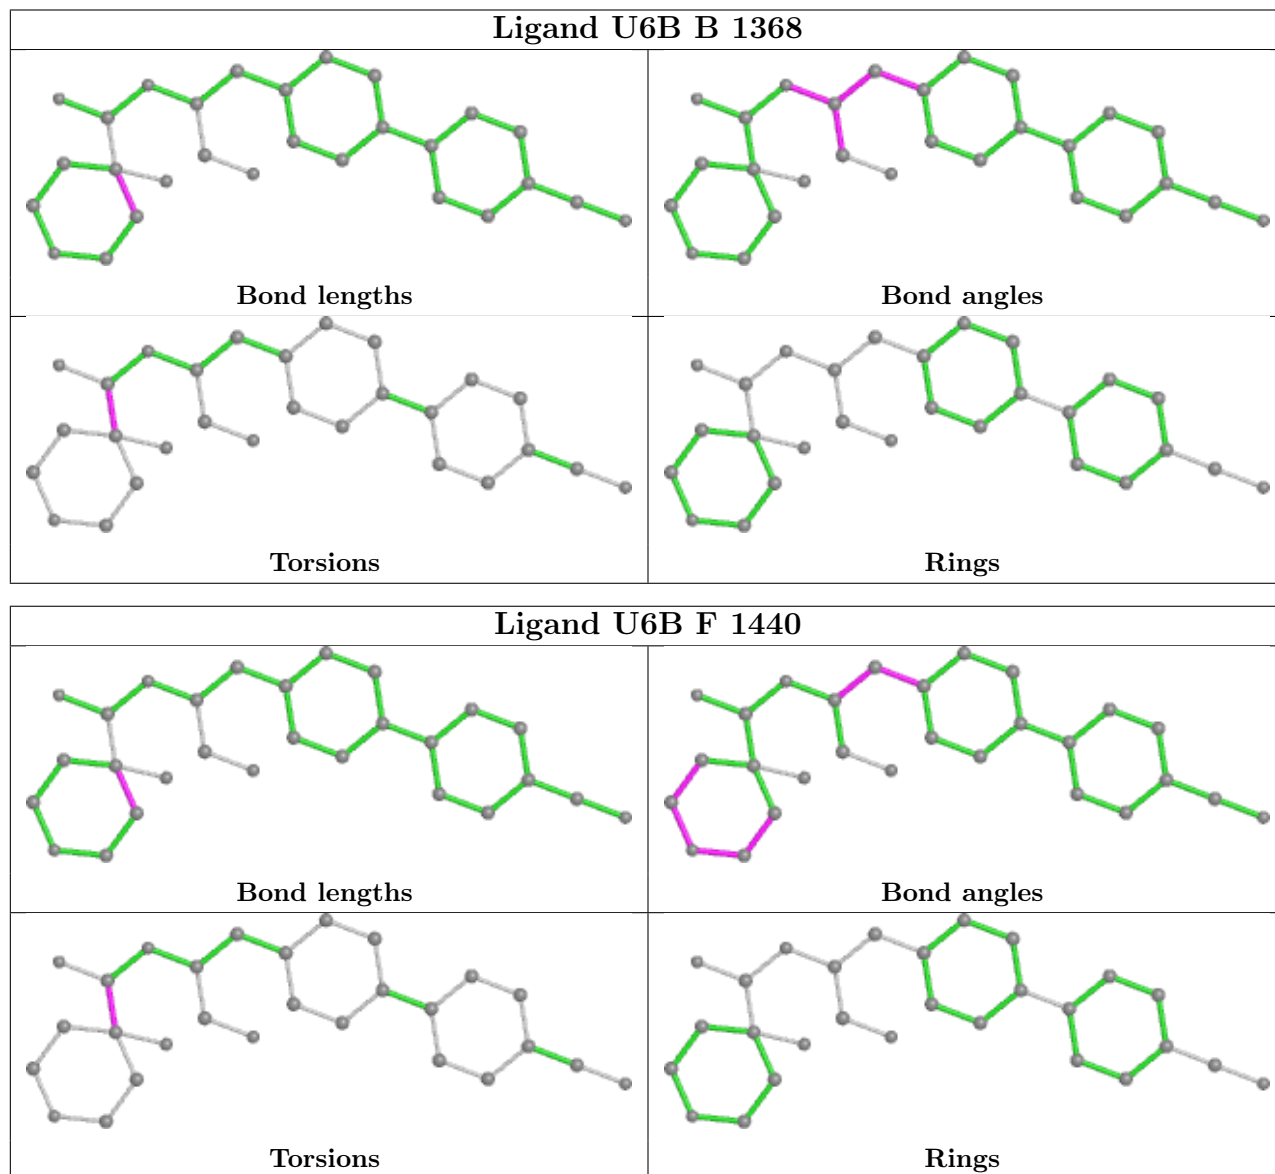 Ligand U6B B 1368
Bond lengths
Bond angles
Torsions
Rings
Ligand U6B F 1440
Bond lengths
Bond angles
Torsions
Rings